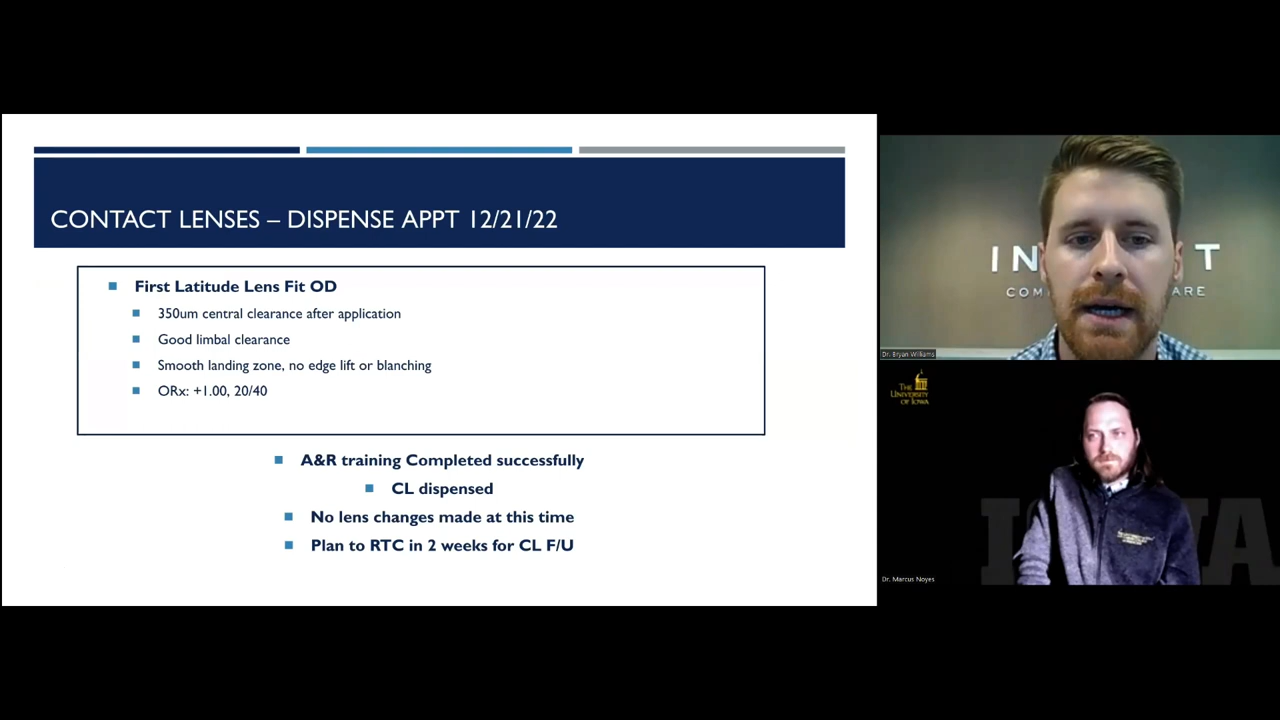 CONTACT LENSES – DISPENSE APPT 12/21/22
First Latitude Lens Fit OD
350um central clearance after application
Good limbal clearance
Smooth landing zone, no edge lift or blanching
ORx: +1.00, 20/40
A&R training Completed successfully
CL dispensed
No lens changes made at this time
Plan to RTC in 2 weeks for CL F/U
Dr. Bryan Williams
THE
UNIVERSITY
OF IOWA
Dr. Marcus Noyes